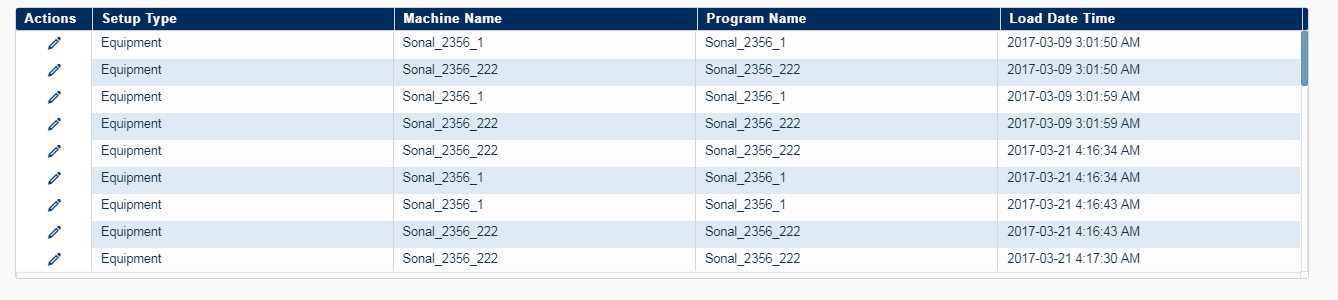 Actions Setup Type Machine Name Program Name Load Date Time
Equipment Sonal_2356_1 Sonal_2356_1 2017-03-09 3:01:50 AM
Equipment Sonal_2356_222 Sonal_2356_222 2017-03-09 3:01:50 AM
Equipment Sonal_2356_1 Sonal_2356_1 2017-03-09 3:01:59 AM
Equipment Sonal_2356_222 Sonal_2356_222 2017-03-09 3:01:59 AM
Equipment Sonal_2356_222 Sonal_2356_222 2017-03-21 4:16:34 AM
Equipment Sonal_2356_1 Sonal_2356_1 2017-03-21 4:16:34 AM
Equipment Sonal_2356_1 Sonal_2356_1 2017-03-21 4:16:43 AM
Equipment Sonal_2356_222 Sonal_2356_222 2017-03-21 4:16:43 AM
Equipment Sonal_2356_222 Sonal_2356_222 2017-03-21 4:17:30 AM